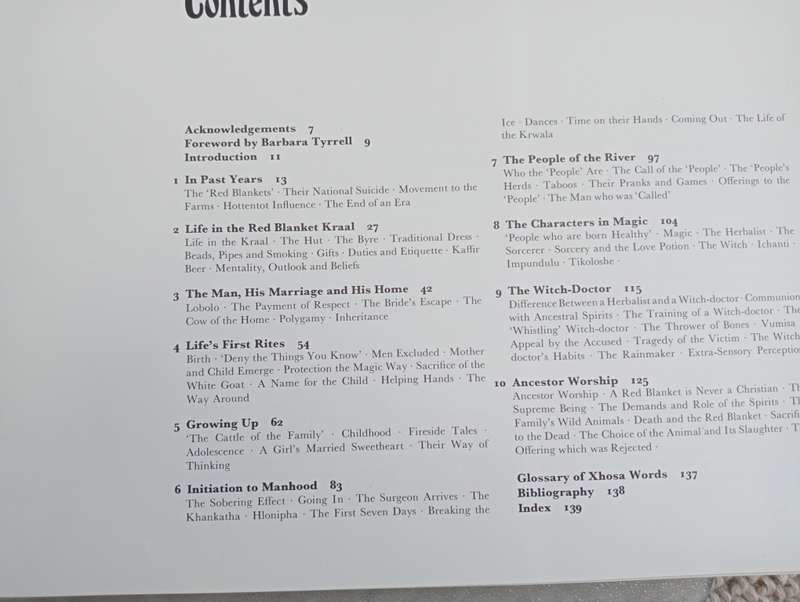 Contents
Acknowledgements 7
Foreword by Barbara Tyrrell 9
Introduction 11
1 In Past Years 13
The 'Red Blankets' · Their National Suicide · Movement to the
Farms · Hottentot Influence · The End of an Era
2 Life in the Red Blanket Kraal 27
Life in the Kraal · The Hut · The Byre · Traditional Dress ·
Beads, Pipes and Smoking · Gifts · Duties and Etiquette · Kaffir
Beer · Mentality, Outlook and Beliefs
3 The Man, His Marriage and His Home 42
Lobolo · The Payment of Respect · The Bride's Escape · The
Cow of the Home · Polygamy · Inheritance
4 Life's First Rites 54
Birth · 'Deny the Things You Know' · Men Excluded · Mother
and Child Emerge · Protection the Magic Way · Sacrifice of the
White Goat · A Name for the Child · Helping Hands · The
Way Around
5 Growing Up 62
'The Cattle of the Family' · Childhood · Fireside Tales ·
Adolescence · A Girl's Married Sweetheart · Their Way of
Thinking
6 Initiation to Manhood 83
The Sobering Effect · Going In · The Surgeon Arrives · The
Khankatha · Hlonipha · The First Seven Days · Breaking the
Ice · Dances · Time on their Hands · Coming Out · The Life of
the Krwala
7 The People of the River 97
Who the 'People' Are · The Call of the 'People' · The 'People's
Herds · Taboos · Their Pranks and Games · Offerings to the
'People' · The Man who was 'Called'
8 The Characters in Magic 104
'People who are born Healthy' · Magic · The Herbalist · The
Sorcerer · Sorcery and the Love Potion · The Witch · Ichanti ·
Impundulu · Tikoloshe ·
9 The Witch-Doctor 115
Difference Between a Herbalist and a Witch-doctor · Communion
with Ancestral Spirits · The Training of a Witch-doctor · The
'Whistling' Witch-doctor · The Thrower of Bones · Vumisa
Appeal by the Accused · Tragedy of the Victim · The Witch
doctor's Habits · The Rainmaker · Extra-Sensory Perception
10 Ancestor Worship 125
Ancestor Worship · A Red Blanket is Never a Christian ·
Supreme Being · The Demands and Role of the Spirits ·
Family's Wild Animals · Death and the Red Blanket ·
to the Dead · The Choice of the Animal and Its Slaughter ·
Offering which was Rejected ·
Glossary of Xhosa Words 137
Bibliography 138
Index 139